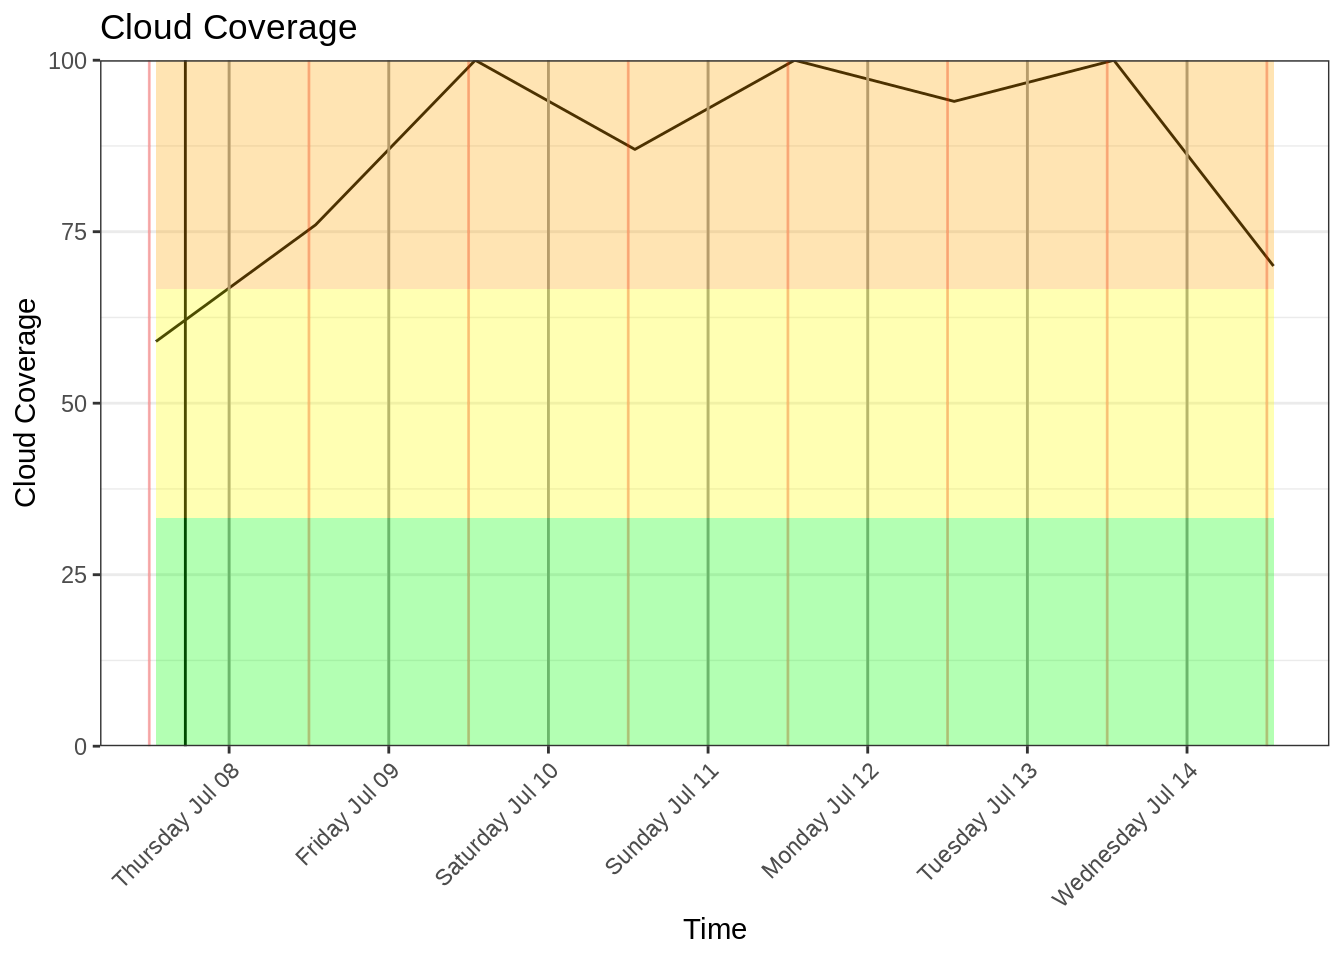 Cloud Coverage
100
75
50
25
0
Cloud Coverage
Thursday Jul 08
Friday Jul 09
Saturday Jul 10
Sunday Jul 11
Monday Jul 12
Tuesday Jul 13
Wednesday Jul 14
Time